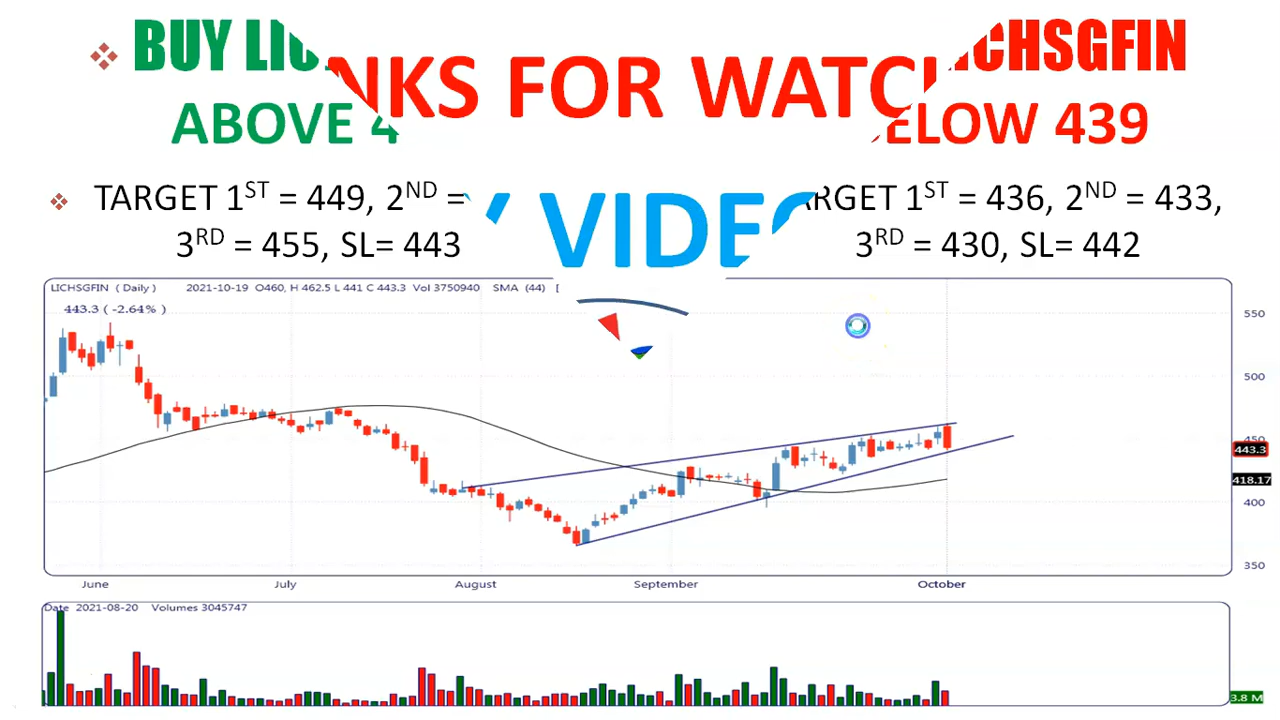 BUY LIC
NKS FOR WATC
ICHSGFIN
ABOVE 4
ELOW 439
TARGET 1ST = 449, 2ND =
Y VIDEO
ARGET 1ST = 436, 2ND = 433,
3RD = 455, SL= 443
3RD = 430, SL= 442
LICHSGFIN ( Daily ) 2021-10-19 O460, H 462.5 L 441 C 443.3 Vol 3750940 SMA (44) [
443.3 ( -2.64% )
550
500
450
443.3
418.17
400
350
June July August September October
Date 2021-08-20 Volumes 3045747
3.8 M